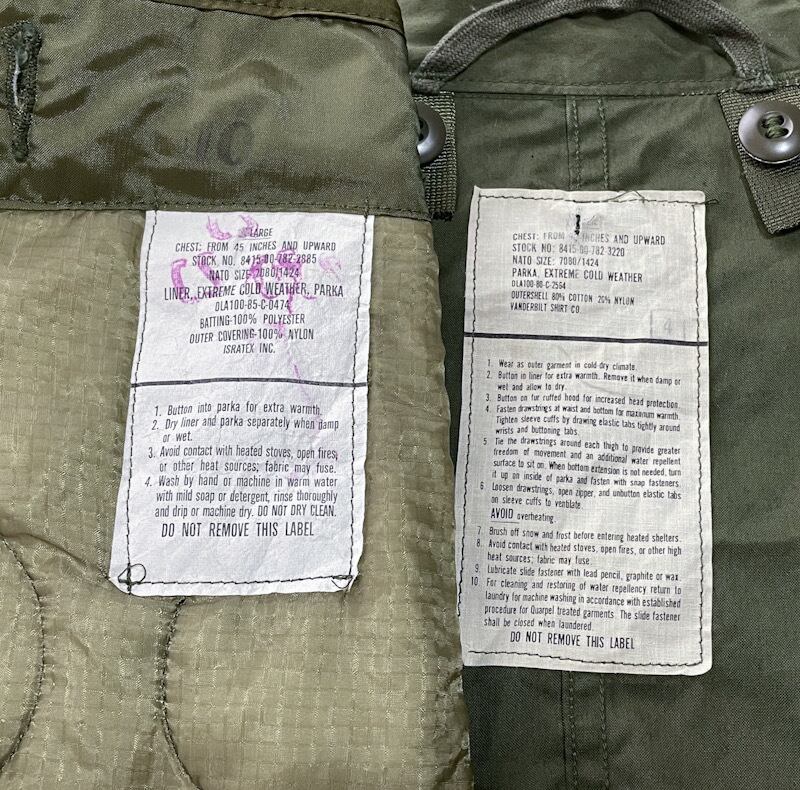 10
LARGE
CHEST: FROM 45 INCHES AND UPWARD
STOCK NO. 8415-00-782-2885
NATO SIZE: 7080/1424
LINER, EXTREME COLD WEATHER, PARKA
DLA100-85-C-0474
BATTING-100% POLYESTER
OUTER COVERING-100% NYLON
ISRATEX INC.
1. Button into parka for extra warmth.
2. Dry liner and parka separately when damp
or wet.
3. Avoid contact with heated stoves, open fires,
or other heat sources; fabric may fuse.
4. Wash by hand or machine in warm water
with mild soap or detergent, rinse thoroughly
and drip or machine dry. DO NOT DRY CLEAN.
DO NOT REMOVE THIS LABEL
CHEST: FROM 45 INCHES AND UPWARD
STOCK NO: 8415-00-782-3220
NATO SIZE: 7080/1424
PARKA, EXTREME COLD WEATHER
DLA100-80-C-2564
OUTERSHELL 80% COTTON 20% NYLON
VANDERBILT SHIRT CO.
4
1. Wear as outer garment in cold-dry climate.
2. Button in liner for extra warmth. Remove it when damp or
wet and allow to dry.
3. Button on fur ruffed hood for increased head protection.
4. Fasten drawstrings at waist and bottom for maximum warmth.
Tighten sleeve cuffs by drawing elastic tabs tightly around
wrists and buttoning tabs.
5. Tie the drawstrings around each thigh to provide greater
freedom of movement and an additional water repellent
surface to sit on. When bottom extension is not needed, turn
it up on inside of parka and fasten with snap fasteners.
6. Loosen drawstrings, open zipper, and unbutton elastic tabs
on sleeve cuffs to ventilate.
AVOID overheating.
7. Brush off snow and frost before entering heated shelters.
8. Avoid contact with heated stoves, open fires, or other high
heat sources; fabric may fuse.
9. Lubricate slide fastener with lead pencil, graphite or wax.
10. For cleaning and restoring of water repellency return to
laundry for machine washing in accordance with established
procedure for Quarpel treated garments. The slide fastener
shall be closed when laundered.
DO NOT REMOVE THIS LABEL